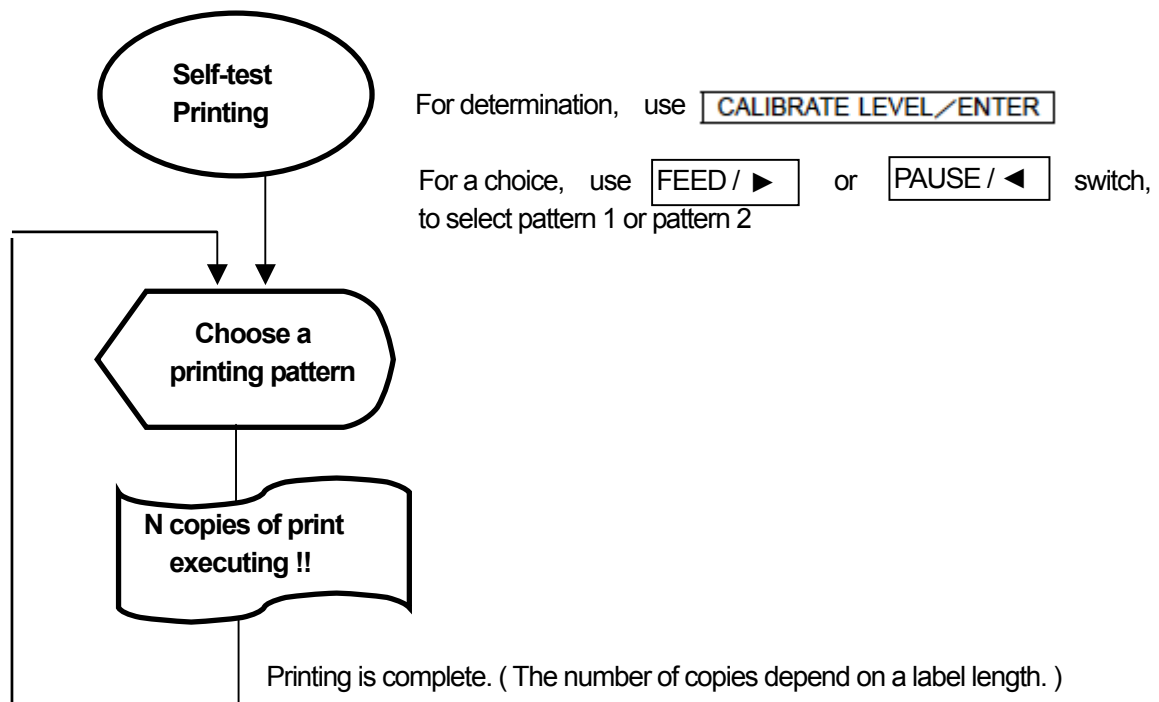 Self-test
Printing
For determination, use CALIBRATE LEVEL／ENTER
For a choice, use FEED / ► or PAUSE / ◄ switch,
to select pattern 1 or pattern 2
Choose a
printing pattern
N copies of print
executing !!
Printing is complete. ( The number of copies depend on a label length. )